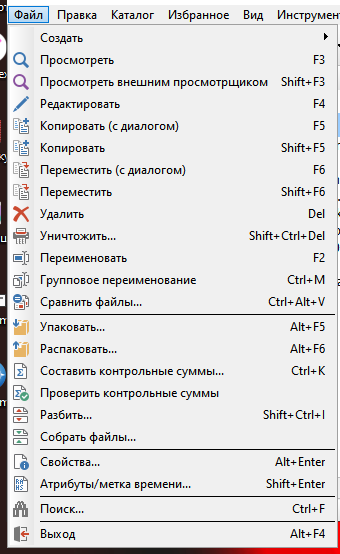 Файл Правка Каталог Избранное Вид Инструмент
Создать
Просмотреть F3
Просмотреть внешним просмотрщиком Shift+F3
Редактировать F4
Копировать (с диалогом) F5
Копировать Shift+F5
Переместить (с диалогом) F6
Переместить Shift+F6
Удалить Del
Уничтожить... Shift+Ctrl+Del
Переименовать F2
Групповое переименование Ctrl+M
Сравнить файлы... Ctrl+Alt+V
Упаковать... Alt+F5
Распаковать... Alt+F6
Составить контрольные суммы... Ctrl+K
Проверить контрольные суммы
Разбить... Shift+Ctrl+I
Собрать файлы...
Свойства... Alt+Enter
Атрибуты/метка времени... Shift+Enter
Поиск... Ctrl+F
Выход Alt+F4